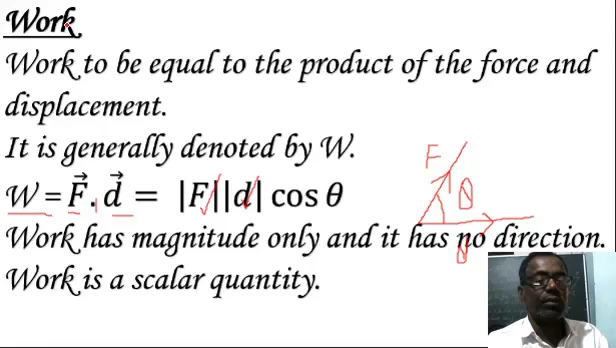 Work
Work to be equal to the product of the force and
displacement.
It is generally denoted by W.
W = F⃗ . d⃗ = |F||d| cos θ
F
θ
Work has magnitude only and it has no direction.
Work is a scalar quantity.